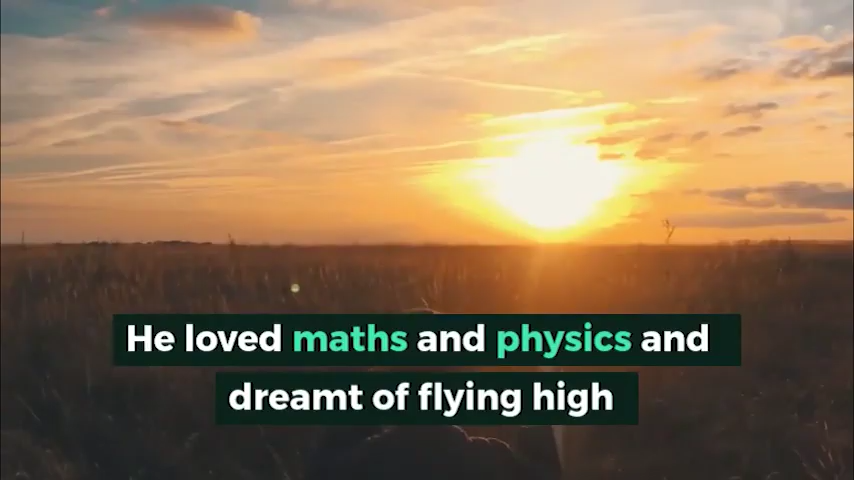 He loved maths and physics and
dreamt of flying high